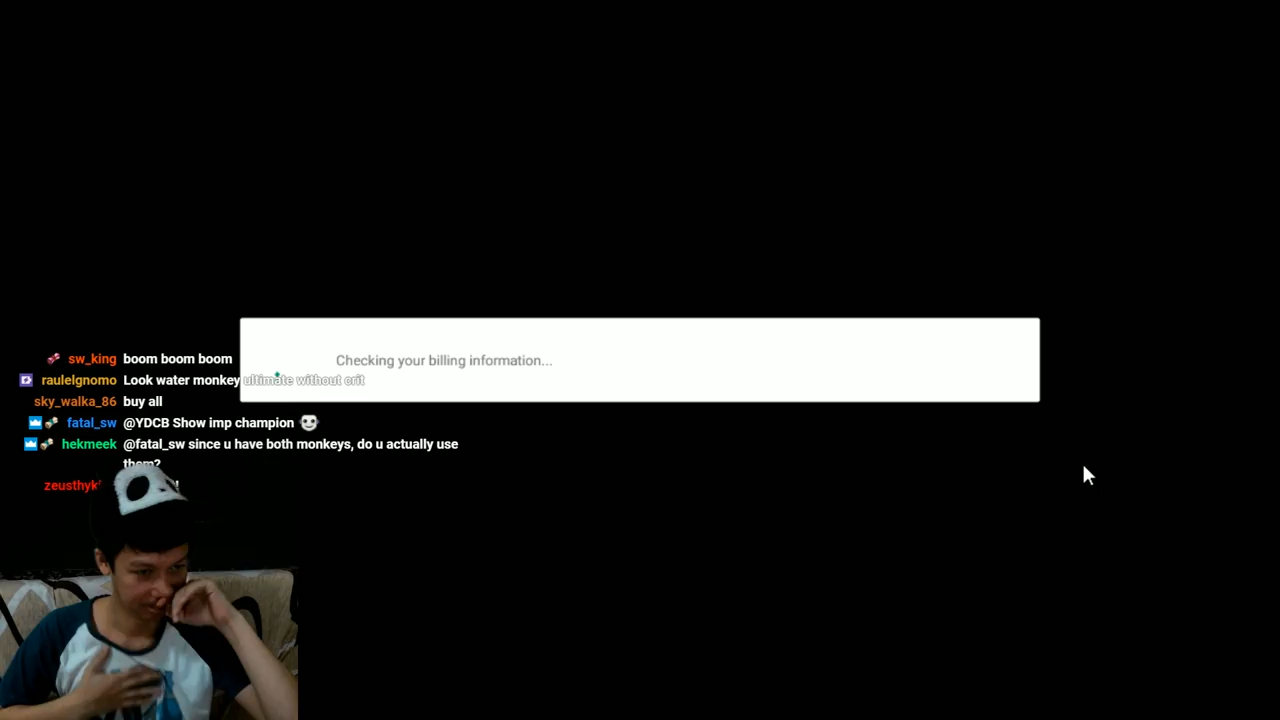 Checking your billing information...
sw_king boom boom boom
raulelgnomo Look water monkey ultimate without crit
sky_walka_86 buy all
fatal_sw @YDCB Show imp champion
hekmeek @fatal_sw since u have both monkeys, do u actually use
them?